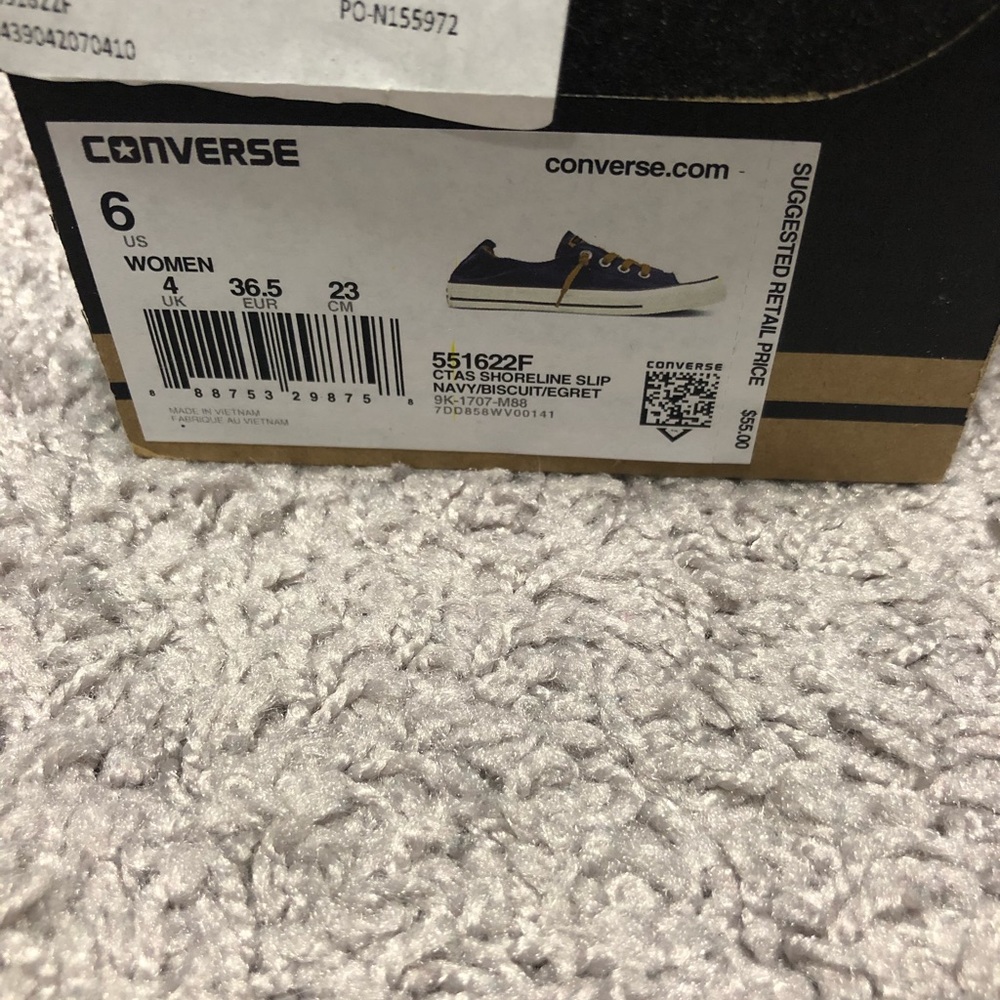 PO-N155972
439042070410
CONVERSE
conver​se.com
6
US
WOMEN
4 36.5 23
UK EUR CM
8 88753 29875 8
MADE IN VIETNAM
FABRIQUE AU VIETNAM
551622F
CTAS SHORELINE SLIP
NAVY/BISCUIT/EGRET
9K-1707-M88
7DD858WV00141
CONVERSE
SUGGESTED RETAIL PRICE $55.00